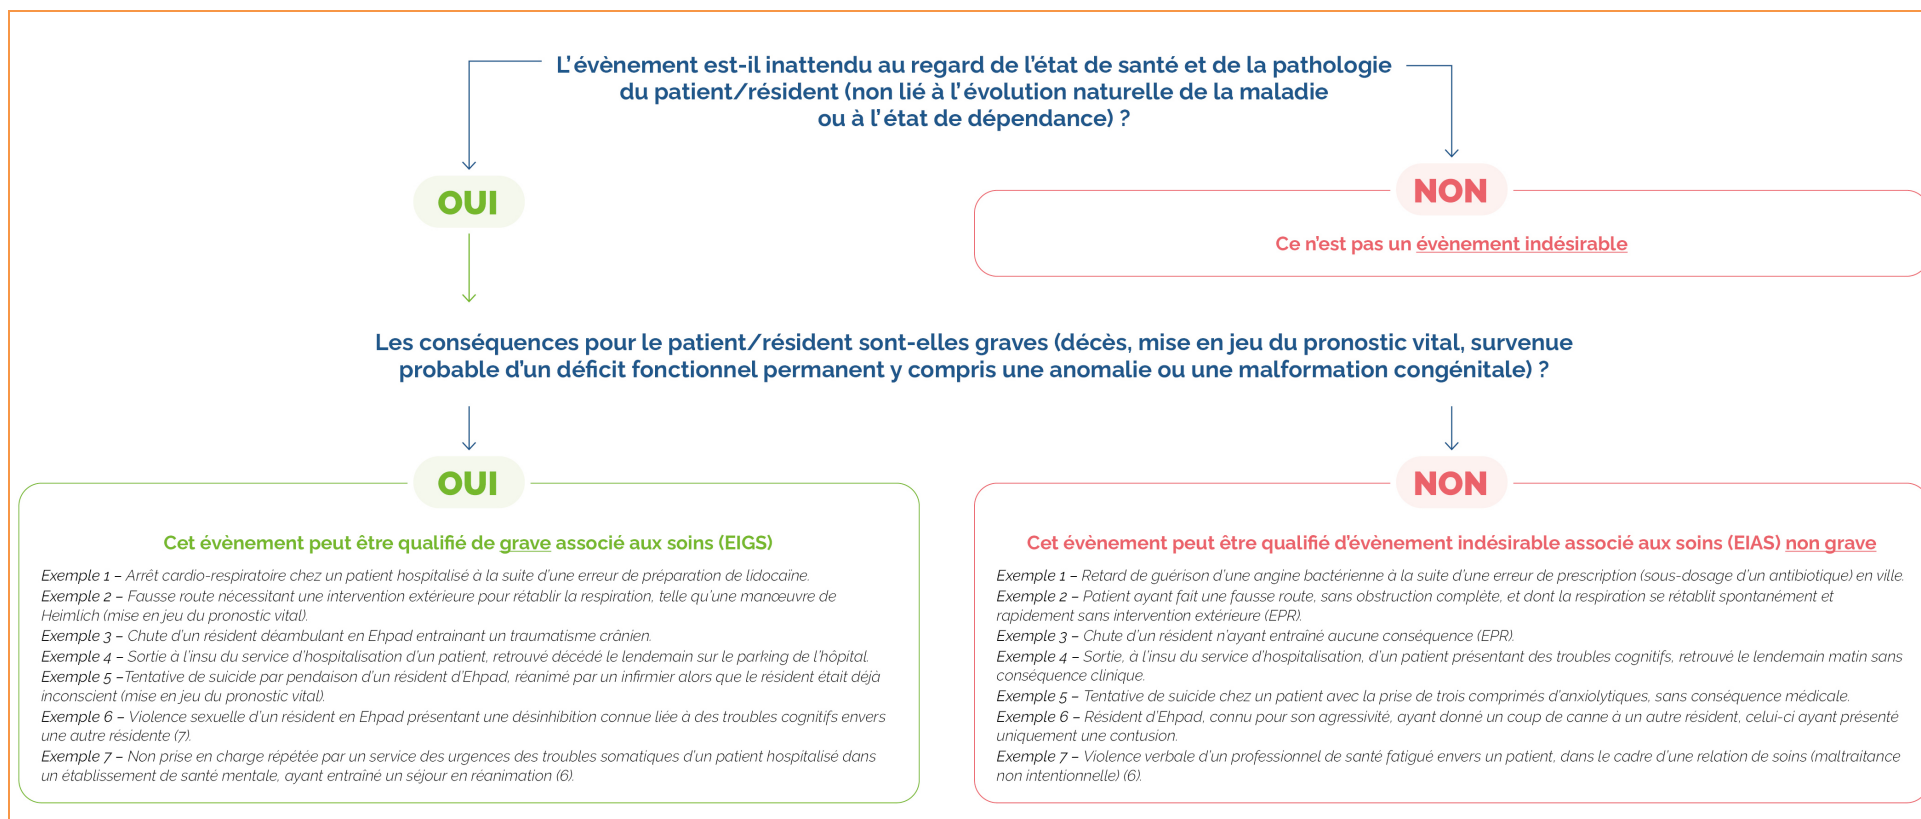 L'évènement est-il inattendu au regard de l'état de santé et de la pathologie
du patient/résident (non lié à l'évolution naturelle de la maladie
ou à l'état de dépendance) ?
OUI
NON
Ce n'est pas un évènement indésirable
Les conséquences pour le patient/résident sont-elles graves (décès, mise en jeu du pronostic vital, survenue
probable d'un déficit fonctionnel permanent y compris une anomalie ou une malformation congénitale) ?
OUI
Cet évènement peut être qualifié de grave associé aux soins (EIGS)
Exemple 1 – Arrêt cardio-respiratoire chez un patient hospitalisé à la suite d'une erreur de préparation de lidocaïne.
Exemple 2 – Fausse route nécessitant une intervention extérieure pour rétablir la respiration, telle qu'une manœuvre de
Heimlich (mise en jeu du pronostic vital).
Exemple 3 – Chute d'un résident déambulant en Ehpad entrainant un traumatisme crânien.
Exemple 4 – Sortie à l'insu du service d'hospitalisation d'un patient, retrouvé décédé le lendemain sur le parking de l'hôpital.
Exemple 5 –Tentative de suicide par pendaison d'un résident d'Ehpad, réanimé par un infirmier alors que le résident était déjà
inconscient (mise en jeu du pronostic vital).
Exemple 6 – Violence sexuelle d'un résident en Ehpad présentant une désinhibition connue liée à des troubles cognitifs envers
une autre résidente (7).
Exemple 7 – Non prise en charge répétée par un service des urgences des troubles somatiques d'un patient hospitalisé dans
un établissement de santé mentale, ayant entraîné un séjour en réanimation (6).
NON
Cet évènement peut être qualifié d'évènement indésirable associé aux soins (EIAS) non grave
Exemple 1 – Retard de guérison d'une angine bactérienne à la suite d'une erreur de prescription (sous-dosage d'un antibiotique) en ville.
Exemple 2 – Patient ayant fait une fausse route, sans obstruction complète, et dont la respiration se rétablit spontanément et
rapidement sans intervention extérieure (EPR).
Exemple 3 – Chute d'un résident n'ayant entraîné aucune conséquence (EPR).
Exemple 4 – Sortie, à l'insu du service d'hospitalisation, d'un patient présentant des troubles cognitifs, retrouvé le lendemain matin sans
conséquence clinique.
Exemple 5 – Tentative de suicide chez un patient avec la prise de trois comprimés d'anxiolytiques, sans conséquence médicale.
Exemple 6 – Résident d'Ehpad, connu pour son agressivité, ayant donné un coup de canne à un autre résident, celui-ci ayant présenté
uniquement une contusion.
Exemple 7 – Violence verbale d'un professionnel de santé fatigué envers un patient, dans le cadre d'une relation de soins (maltraitance
non intentionnelle) (6).